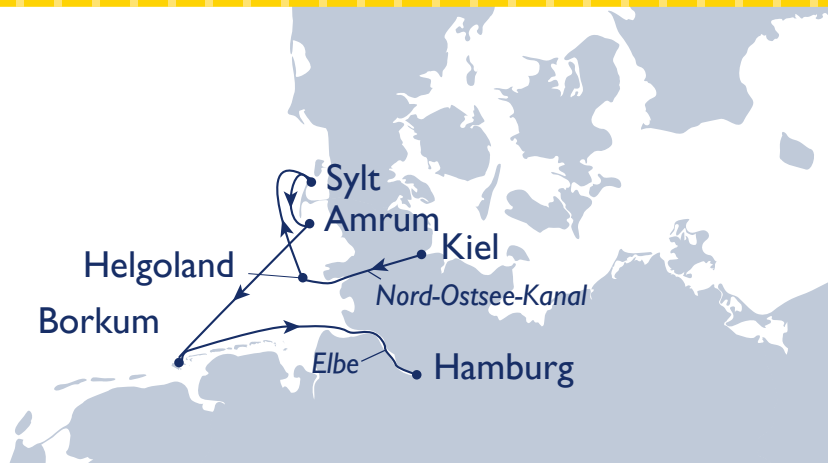 Sylt
Amrum
Kiel
Helgoland
Nord-Ostsee-Kanal
Borkum
Elbe
Hamburg